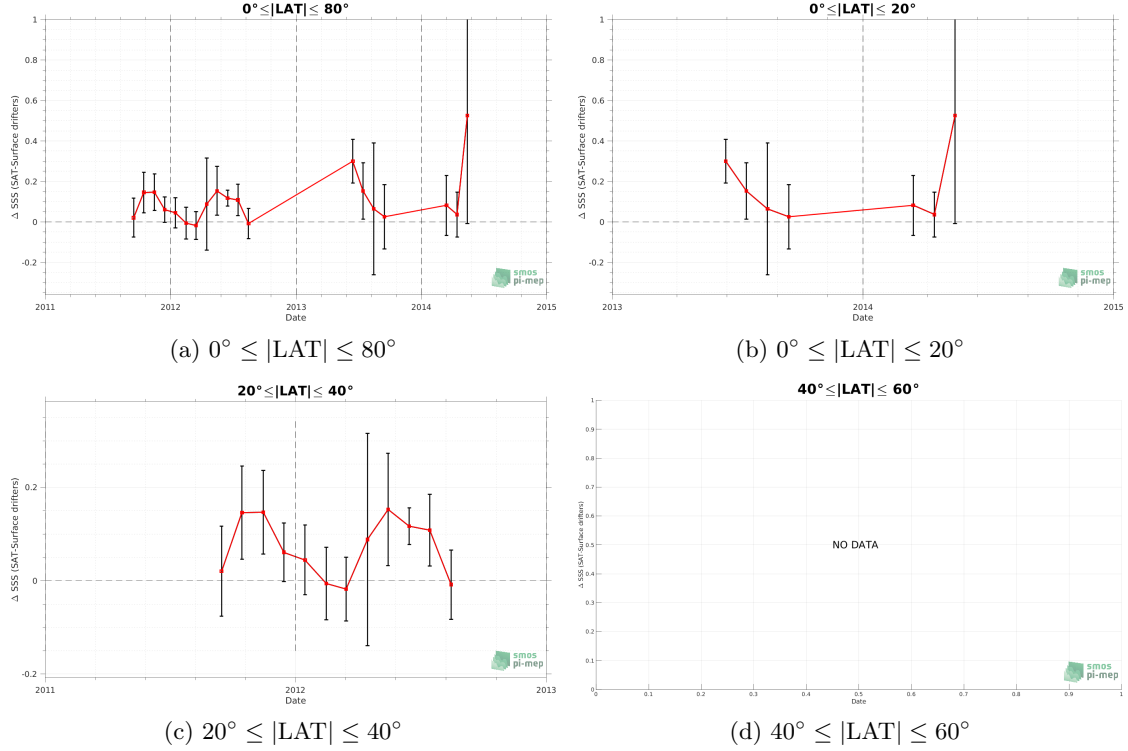 0°≤|LAT|≤ 80°
Δ SSS (SAT-Surface drifters)
1
0.8
0.6
0.4
0.2
0
-0.2
2011
2012
2013
2014
2015
Date
smos
pi-mep
(a) 0° ≤ |LAT| ≤ 80°
0°≤|LAT|≤ 20°
Δ SSS (SAT-Surface drifters)
1
0.8
0.6
0.4
0.2
0
-0.2
2013
2014
2015
Date
smos
pi-mep
(b) 0° ≤ |LAT| ≤ 20°
20°≤|LAT|≤ 40°
Δ SSS (SAT-Surface drifters)
0.2
0
-0.2
2011
2012
2013
Date
smos
pi-mep
(c) 20° ≤ |LAT| ≤ 40°
40°≤|LAT|≤ 60°
Δ SSS (SAT-Surface drifters)
1
0.9
0.8
0.7
0.6
0.5
0.4
0.3
0.2
0.1
0
NO DATA
0
0.1
0.2
0.3
0.4
0.5
0.6
0.7
0.8
0.9
1
Date
smos
pi-mep
(d) 40° ≤ |LAT| ≤ 60°